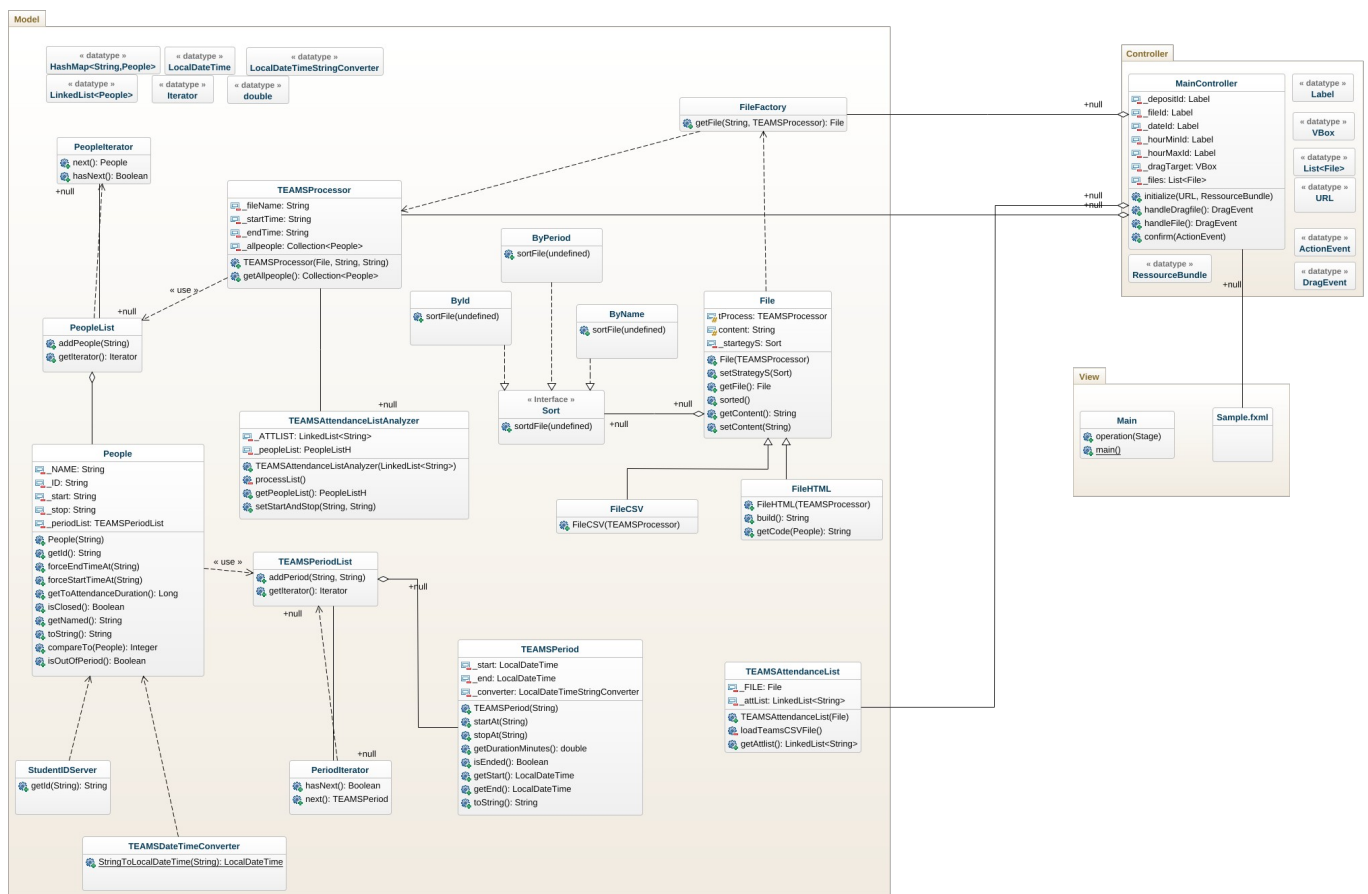 Model
« datatype »
HashMap<String,People>
« datatype »
LocalDateTime
« datatype »
LocalDateTimeStringConverter
« datatype »
LinkedList<People>
« datatype »
Iterator
« datatype »
double
PeopleIterator
next(): People
hasNext(): Boolean
+null
+null
PeopleList
addPeople(String)
getIterator(): Iterator
« use »
TEAMSProcessor
_fileName: String
_startTime: String
_endTime: String
_allpeople: Collection<People>
TEAMSProcessor(File, String, String)
getAllpeople(): Collection<People>
FileFactory
getFile(String, TEAMSProcessor): File
ByPeriod
sortFile(undefined)
ById
sortFile(undefined)
ByName
sortFile(undefined)
« Interface »
Sort
sortdFile(undefined)
+null
+null
File
tProcess: TEAMSProcessor
content: String
_startegyS: Sort
File(TEAMSProcessor)
setStrategyS(Sort)
getFile(): File
sorted()
getContent(): String
setContent(String)
+null
TEAMSAttendanceListAnalyzer
_ATTLIST: LinkedList<String>
_peopleList: PeopleListH
TEAMSAttendanceListAnalyzer(LinkedList<String>)
processList()
getPeopleList(): PeopleListH
setStartAndStop(String, String)
FileCSV
FileCSV(TEAMSProcessor)
FileHTML
FileHTML(TEAMSProcessor)
build(): String
getCode(People): String
People
_NAME: String
_ID: String
_start: String
_stop: String
_periodList: TEAMSPeriodList
People(String)
getId(): String
forceEndTimeAt(String)
forceStartTimeAt(String)
getToAttendanceDuration(): Long
isClosed(): Boolean
getNamed(): String
toString(): String
compareTo(People): Integer
isOutOfPeriod(): Boolean
« use »
TEAMSPeriodList
addPeriod(String, String)
getIterator(): Iterator
+null
+null
TEAMSPeriod
_start: LocalDateTime
_end: LocalDateTime
_converter: LocalDateTimeStringConverter
TEAMSPeriod(String)
startAt(String)
stopAt(String)
getDurationMinutes(): double
isEnded(): Boolean
getStart(): LocalDateTime
getEnd(): LocalDateTime
toString(): String
TEAMSAttendanceList
_FILE: File
_attList: LinkedList<String>
TEAMSAttendanceList(File)
loadTeamsCSVFile()
getAttlist(): LinkedList<String>
+null
PeriodIterator
hasNext(): Boolean
next(): TEAMSPeriod
StudentIDServer
getId(String): String
TEAMSDateTimeConverter
StringToLocalDateTime(String): LocalDateTime
Controller
MainController
_depositId: Label
_fileId: Label
_dateId: Label
_hourMinId: Label
_hourMaxId: Label
_dragTarget: VBox
_files: List<File>
initialize(URL, RessourceBundle)
handleDragfile(): DragEvent
handleFile(): DragEvent
confirm(ActionEvent)
+null
+null
+null
+null
« datatype »
Label
« datatype »
VBox
« datatype »
List<File>
« datatype »
URL
« datatype »
ActionEvent
« datatype »
DragEvent
« datatype »
RessourceBundle
View
Main
operation(Stage)
main()
Sample.fxml